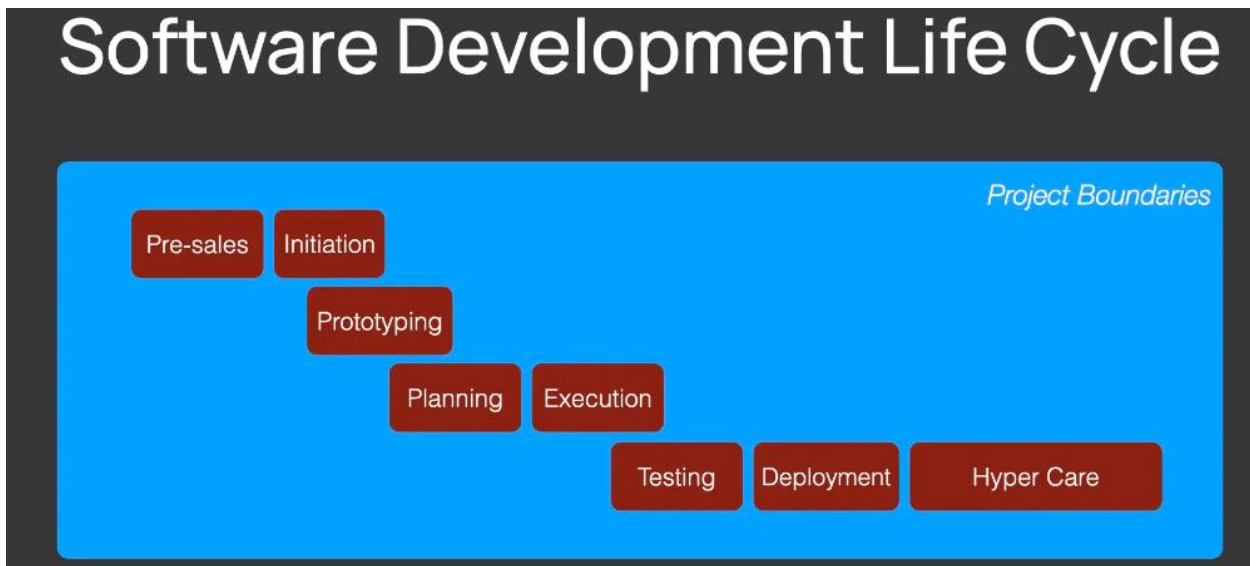 Software Development Life Cycle
Project Boundaries
Pre-sales
Initiation
Prototyping
Planning
Execution
Testing
Deployment
Hyper Care